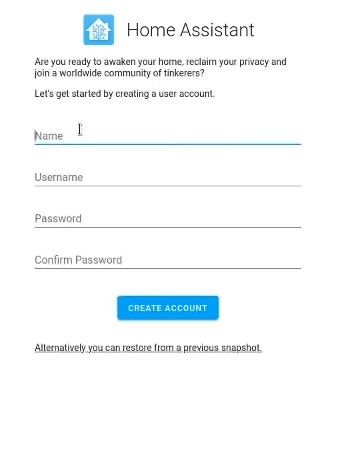 Home Assistant
Are you ready to awaken your home, reclaim your privacy and
join a worldwide community of tinkerers?
Let's get started by creating a user account.
Name
Username
Password
Confirm Password
CREATE ACCOUNT
Alternatively you can restore from a previous snapshot.